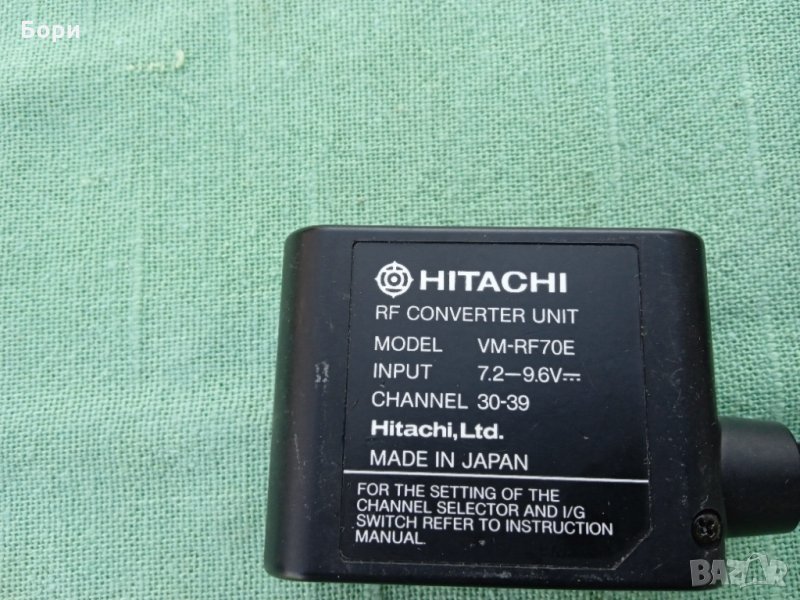 Бори
HITACHI
RF CONVERTER UNIT
MODEL VM-RF70E
INPUT 7.2—9.6V⎓
CHANNEL 30-39
Hitachi, Ltd.
MADE IN JAPAN
FOR THE SETTING OF THE
CHANNEL SELECTOR AND I/G
SWITCH REFER TO INSTRUCTION
MANUAL.
BAZAR